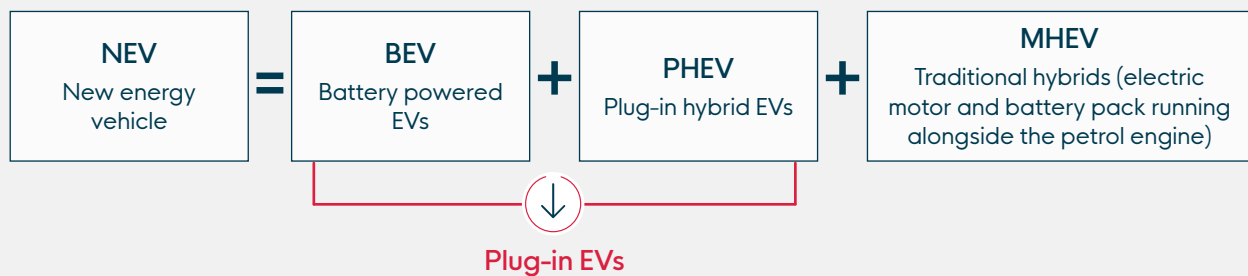 NEV
New energy
vehicle
=
BEV
Battery powered
EVs
+
PHEV
Plug-in hybrid EVs
+
MHEV
Traditional hybrids (electric
motor and battery pack running
alongside the petrol engine)
Plug-in EVs